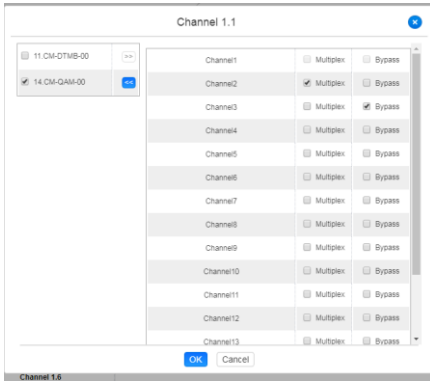 Channel 1.1
11.CM-DTMB-00 >>
14.CM-QAM-00 <<
Channel1 Multiplex Bypass
Channel2 Multiplex Bypass
Channel3 Multiplex Bypass
Channel4 Multiplex Bypass
Channel5 Multiplex Bypass
Channel6 Multiplex Bypass
Channel7 Multiplex Bypass
Channel8 Multiplex Bypass
Channel9 Multiplex Bypass
Channel10 Multiplex Bypass
Channel11 Multiplex Bypass
Channel12 Multiplex Bypass
Channel13 Multiplex Bypass
OK Cancel
Channel 1.6